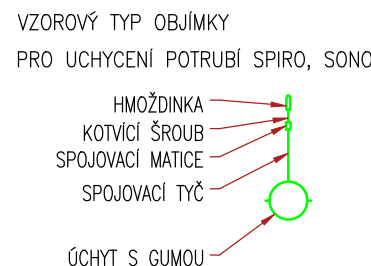 VZOROVÝ TYP OBJÍMKY
PRO UCHYCENÍ POTRUBÍ SPIRO, SONO
HMOŽDINKA
KOTVÍCÍ ŠROUB
SPOJOVACÍ MATICE
SPOJOVACÍ TYČ
ÚCHYT S GUMOU